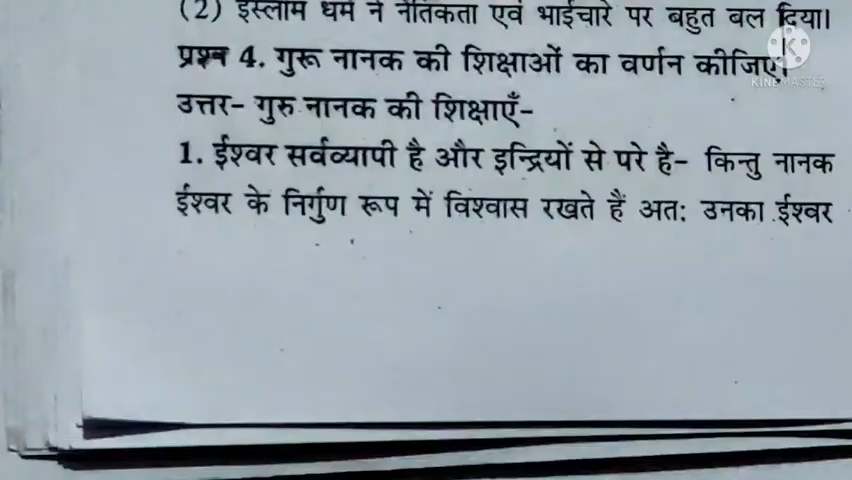 (2) इस्लाम धर्म ने नैतिकता एवं भाईचारे पर बहुत बल दिया।
प्रश्न 4. गुरू नानक की शिक्षाओं का वर्णन कीजिए।
उत्तर- गुरु नानक की शिक्षाएँ-
1. ईश्वर सर्वव्यापी है और इन्द्रियों से परे है- किन्तु नानक
ईश्वर के निर्गुण रूप में विश्वास रखते हैं अत: उनका ईश्वर
K
KINEMASTER